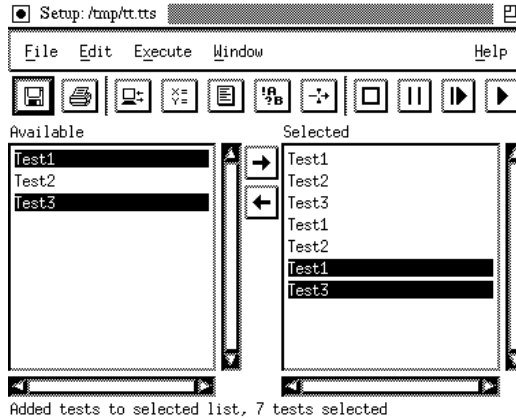 Setup: /tmp/tt.tts
File Edit Execute Window Help
X=
Y=
!A
?B
Available Selected
Test1
Test2
Test3
Test1
Test2
Test3
Test1
Test2
Test1
Test3
Added tests to selected list, 7 tests selected